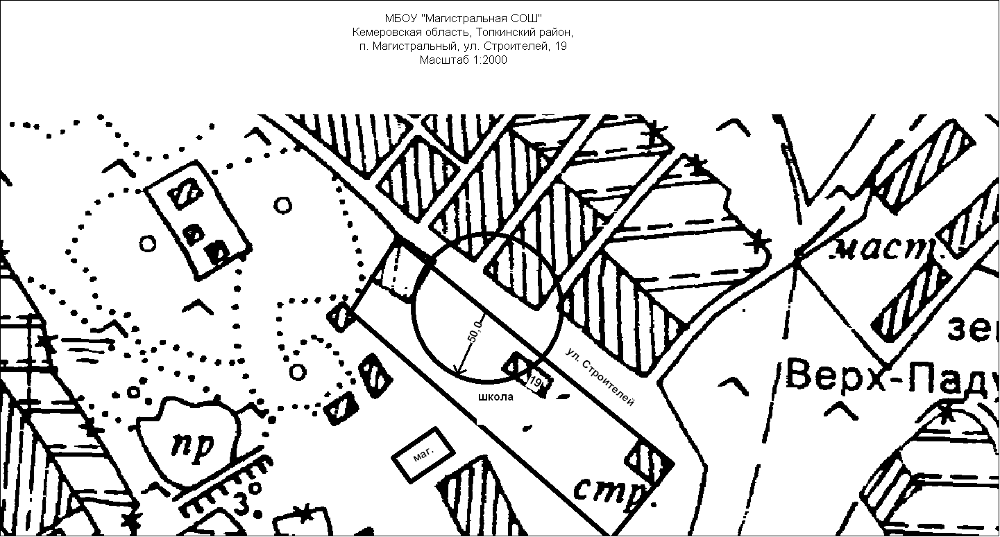 МБОУ "Магистральная СОШ"
Кемеровская область, Топкинский район,
п. Магистральный, ул. Строителей, 19
Масштаб 1:2000
маст.
50,0
зе
ул. Строителей
Верх-Паду
19
школа
пр
маг.
стр.
3